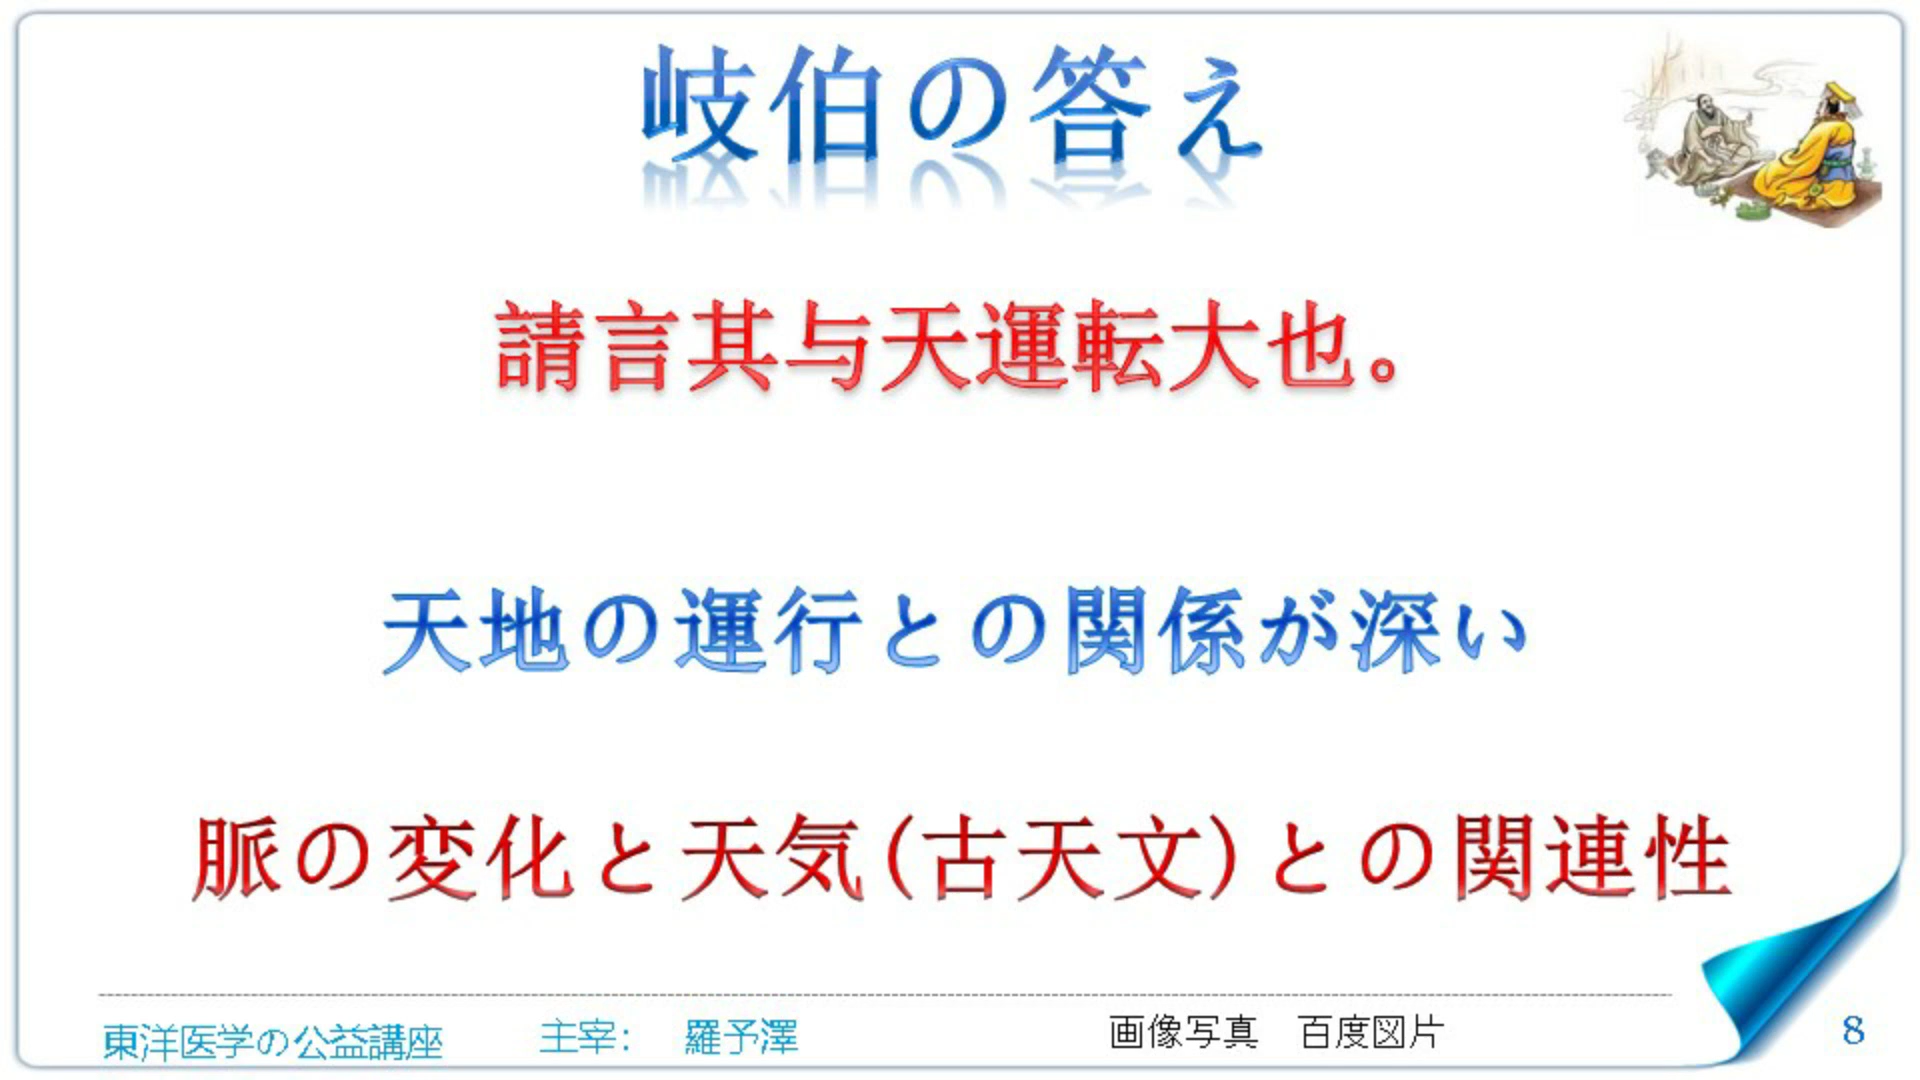 岐伯の答え
請言其与天運転大也。
天地の運行との関係が深い
脈の変化と天気(古天文)との関連性
東洋医学の公益講座 主宰: 羅予澤 画像写真 百度図片 8